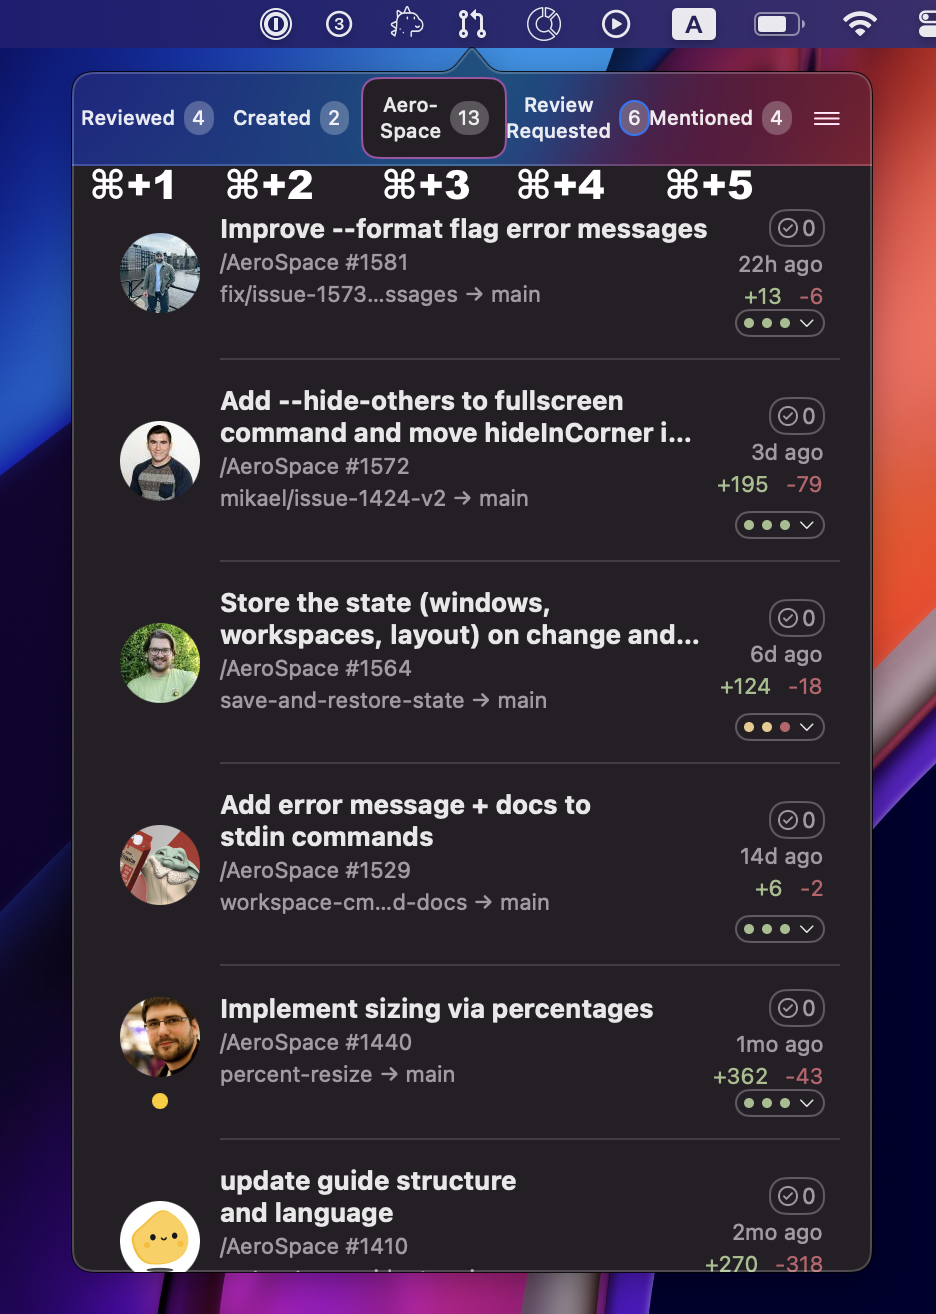 3
A
Reviewed 4
Created 2
Aero-
Space 13
Review
Requested 6
Mentioned 4
⌘+1 ⌘+2 ⌘+3 ⌘+4 ⌘+5
Improve --format flag error messages
0
/AeroSpace #1581
22h ago
fix/issue-1573...ssages → main
+13 -6
Add --hide-others to fullscreen
command and move hideInCorner i...
0
/AeroSpace #1572
3d ago
mikael/issue-1424-v2 → main
+195 -79
Store the state (windows,
workspaces, layout) on change and...
0
/AeroSpace #1564
6d ago
save-and-restore-state → main
+124 -18
Add error message + docs to
stdin commands
0
/AeroSpace #1529
14d ago
workspace-cm...d-docs → main
+6 -2
Implement sizing via percentages
0
/AeroSpace #1440
1mo ago
percent-resize → main
+362 -43
update guide structure
and language
0
/AeroSpace #1410
2mo ago
+270 -318